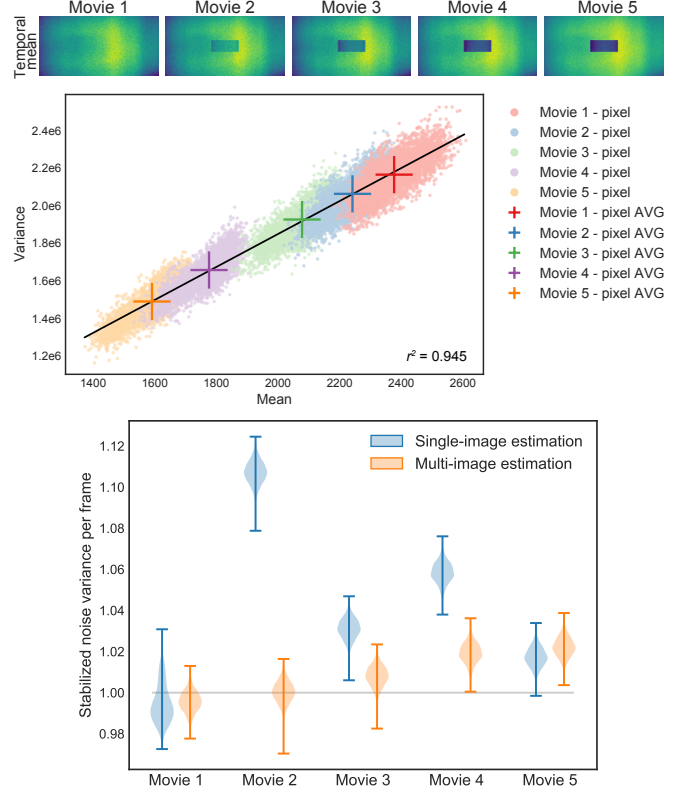 Movie 1 Movie 2 Movie 3 Movie 4 Movie 5
Temporal
mean
2.4e6
2.2e6
2.0e6
1.8e6
1.6e6
1.4e6
1.2e6
Variance
1400 1600 1800 2000 2200 2400 2600
Mean
r² = 0.945
Movie 1 - pixel
Movie 2 - pixel
Movie 3 - pixel
Movie 4 - pixel
Movie 5 - pixel
Movie 1 - pixel AVG
Movie 2 - pixel AVG
Movie 3 - pixel AVG
Movie 4 - pixel AVG
Movie 5 - pixel AVG
Single-image estimation
Multi-image estimation
1.12
1.10
1.08
1.06
1.04
1.02
1.00
0.98
Stabilized noise variance per frame
Movie 1 Movie 2 Movie 3 Movie 4 Movie 5